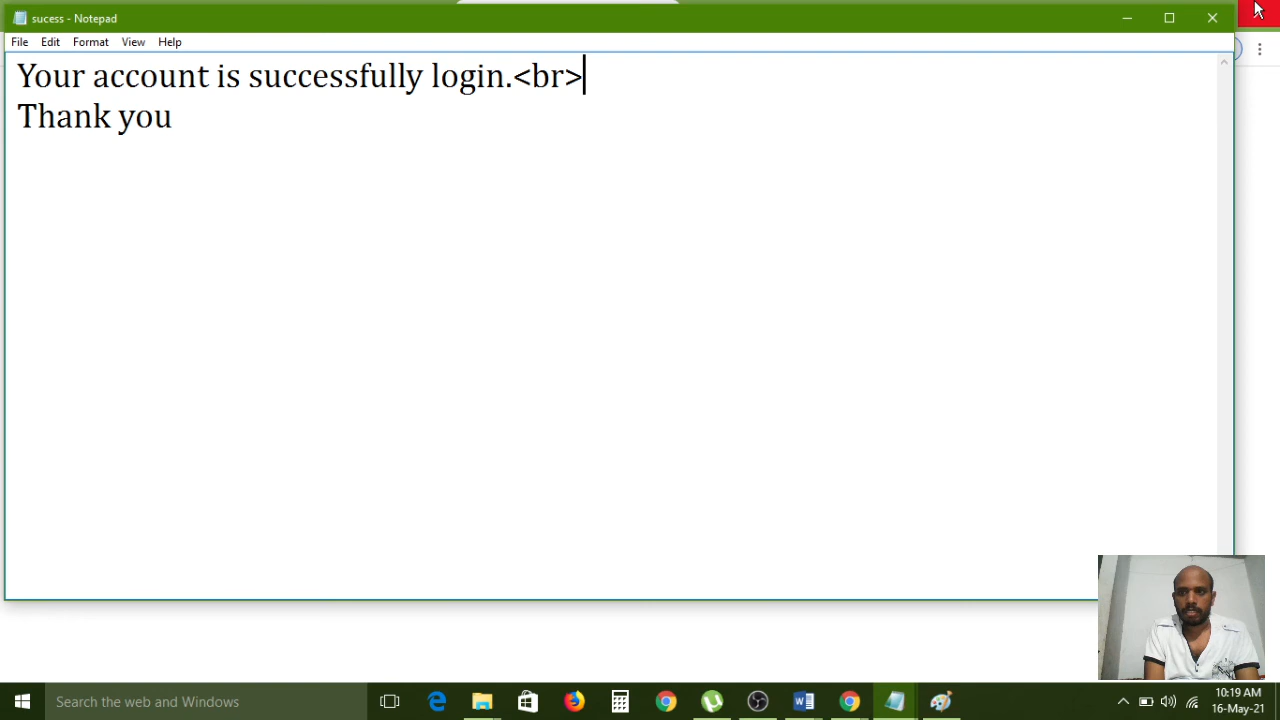 sucess - Notepad
File Edit Format View Help
Your account is successfully login.<br>
Thank you
Search the web and Windows
10:19 AM
16-May-21